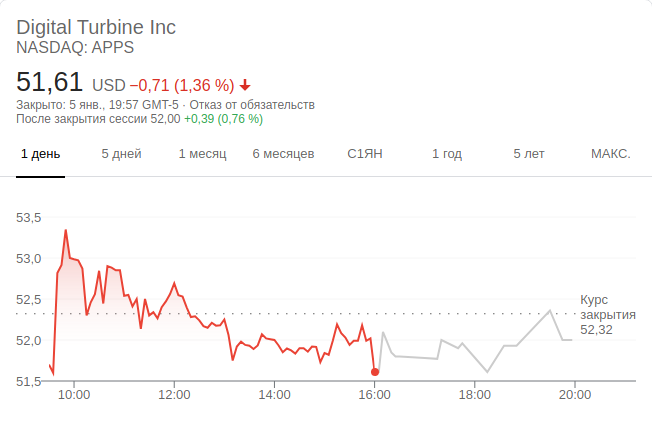 Digital Turbine Inc
NASDAQ: APPS
51,61 USD −0,71 (1,36 %)
Закрыто: 5 янв., 19:57 GMT-5 · Отказ от обязательств
После закрытия сессии 52,00 +0,39 (0,76 %)
1 день 5 дней 1 месяц 6 месяцев С1ЯН 1 год 5 лет МАКС.
53,5
53,0
52,5
52,0
51,5
Курс
закрытия
52,32
10:00 12:00 14:00 16:00 18:00 20:00